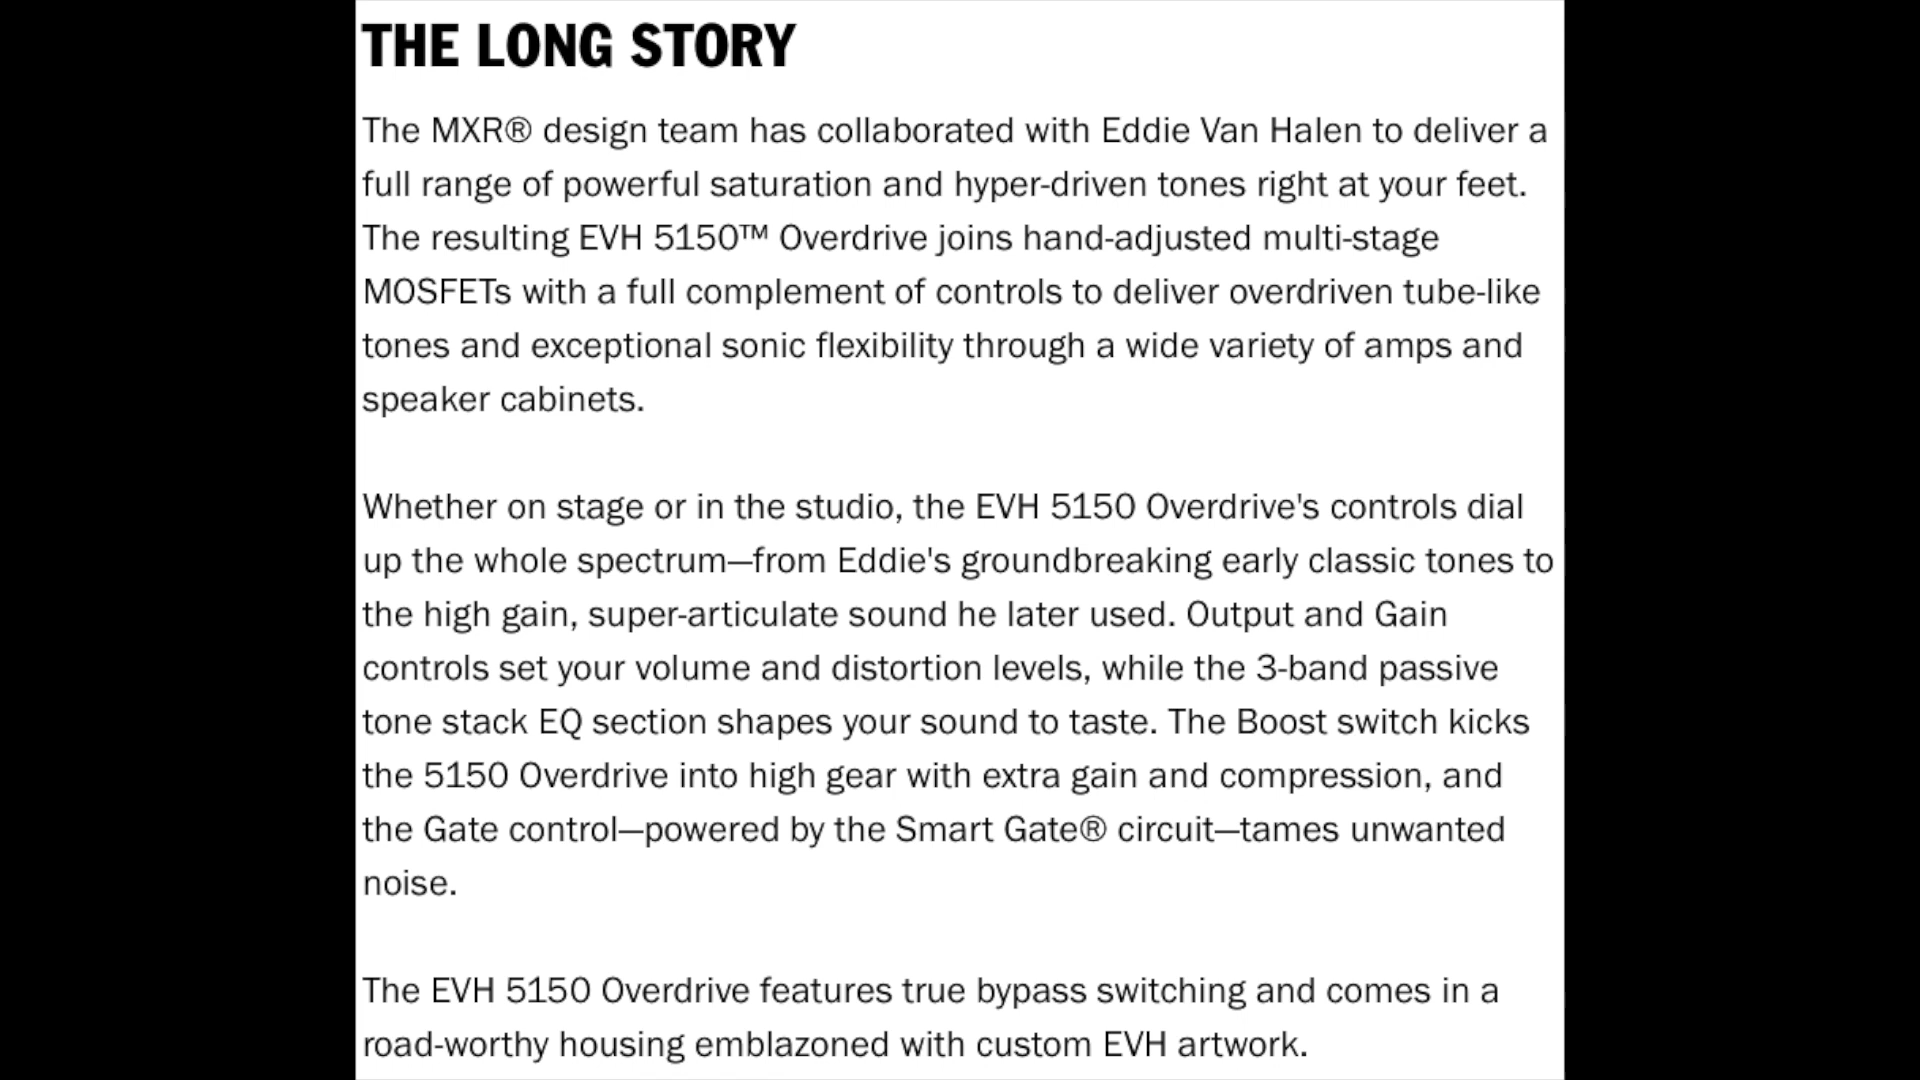 THE LONG STORY
The MXR® design team has collaborated with Eddie Van Halen to deliver a
full range of powerful saturation and hyper-driven tones right at your feet.
The resulting EVH 5150™ Overdrive joins hand-adjusted multi-stage
MOSFETs with a full complement of controls to deliver overdriven tube-like
tones and exceptional sonic flexibility through a wide variety of amps and
speaker cabinets.
Whether on stage or in the studio, the EVH 5150 Overdrive's controls dial
up the whole spectrum—from Eddie's groundbreaking early classic tones to
the high gain, super-articulate sound he later used. Output and Gain
controls set your volume and distortion levels, while the 3-band passive
tone stack EQ section shapes your sound to taste. The Boost switch kicks
the 5150 Overdrive into high gear with extra gain and compression, and
the Gate control—powered by the Smart Gate® circuit—tames unwanted
noise.
The EVH 5150 Overdrive features true bypass switching and comes in a
road-worthy housing emblazoned with custom EVH artwork.